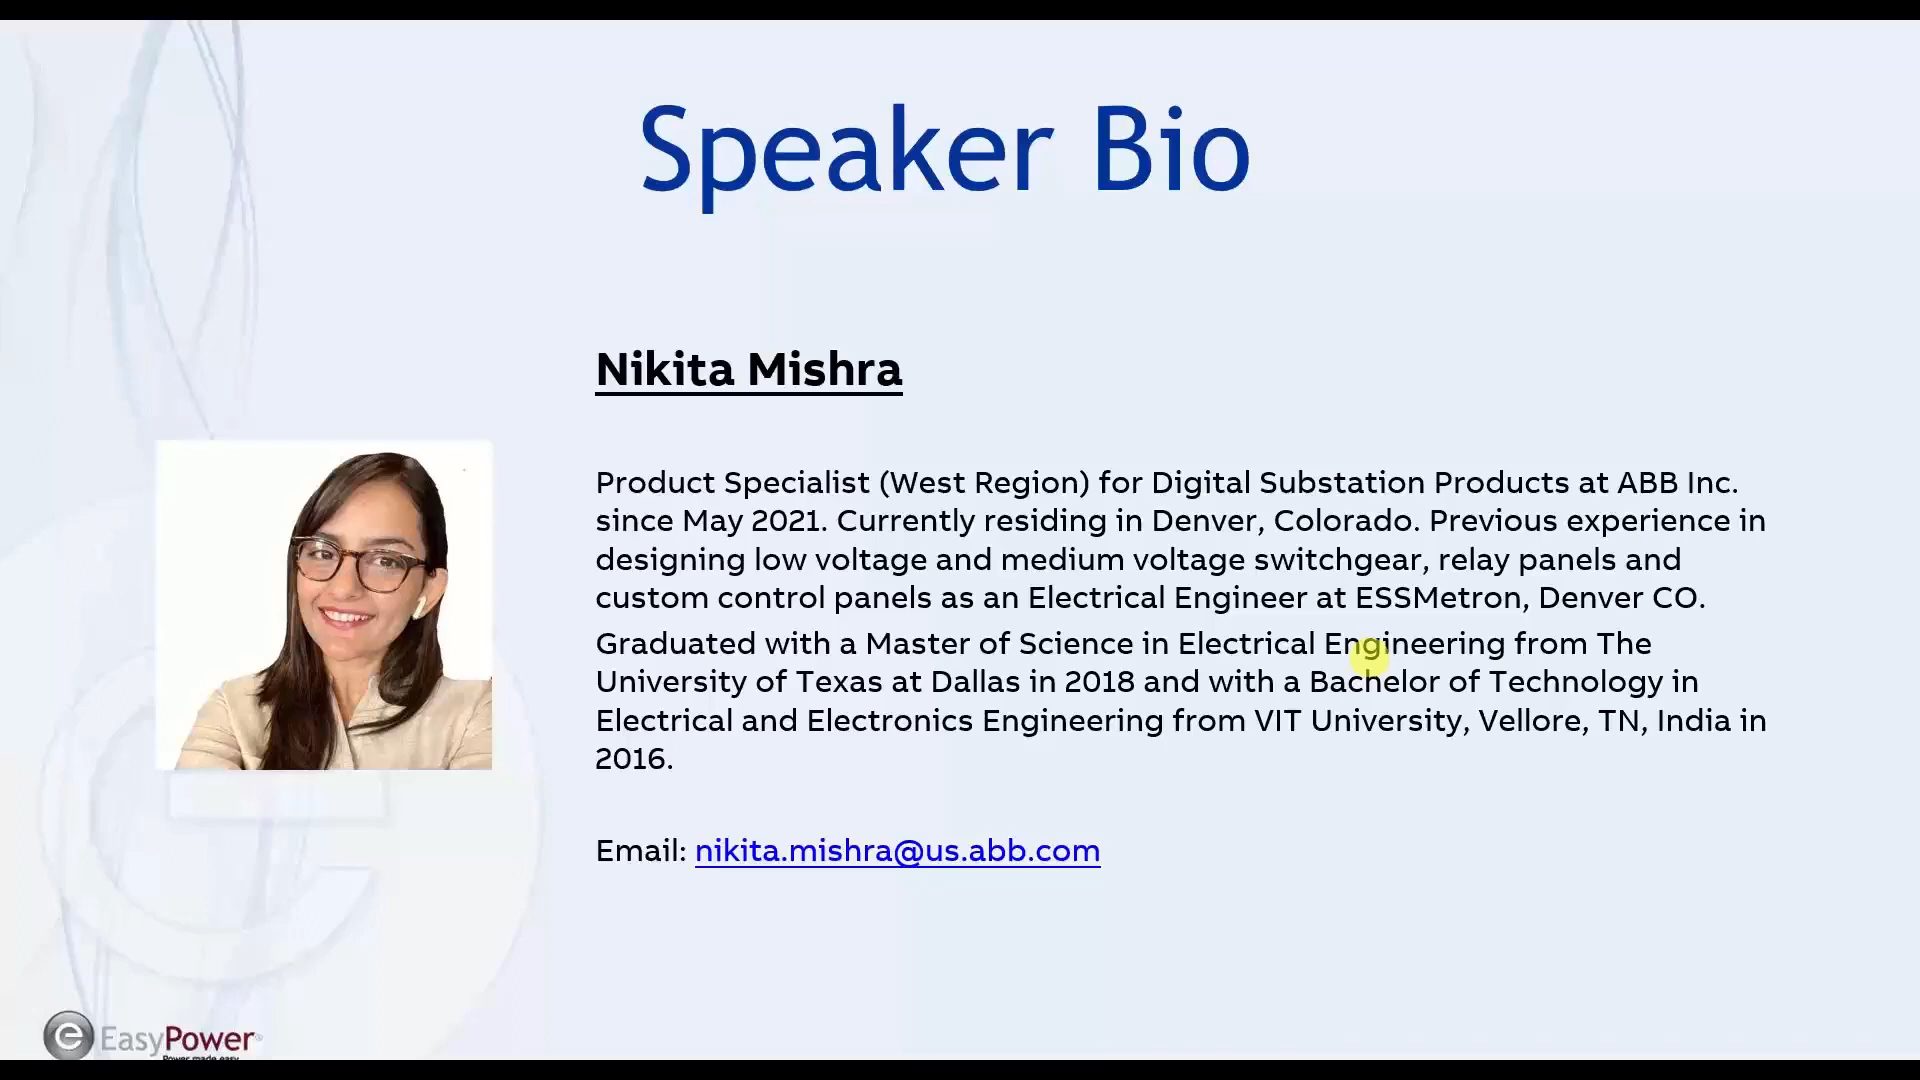 Speaker Bio
Nikita Mishra
Product Specialist (West Region) for Digital Substation Products at ABB Inc.
since May 2021. Currently residing in Denver, Colorado. Previous experience in
designing low voltage and medium voltage switchgear, relay panels and
custom control panels as an Electrical Engineer at ESSMetron, Denver CO.
Graduated with a Master of Science in Electrical Engineering from The
University of Texas at Dallas in 2018 and with a Bachelor of Technology in
Electrical and Electronics Engineering from VIT University, Vellore, TN, India in
2016.
Email: nikita.mishra@us.abb.com
e EasyPower®
Power made easy